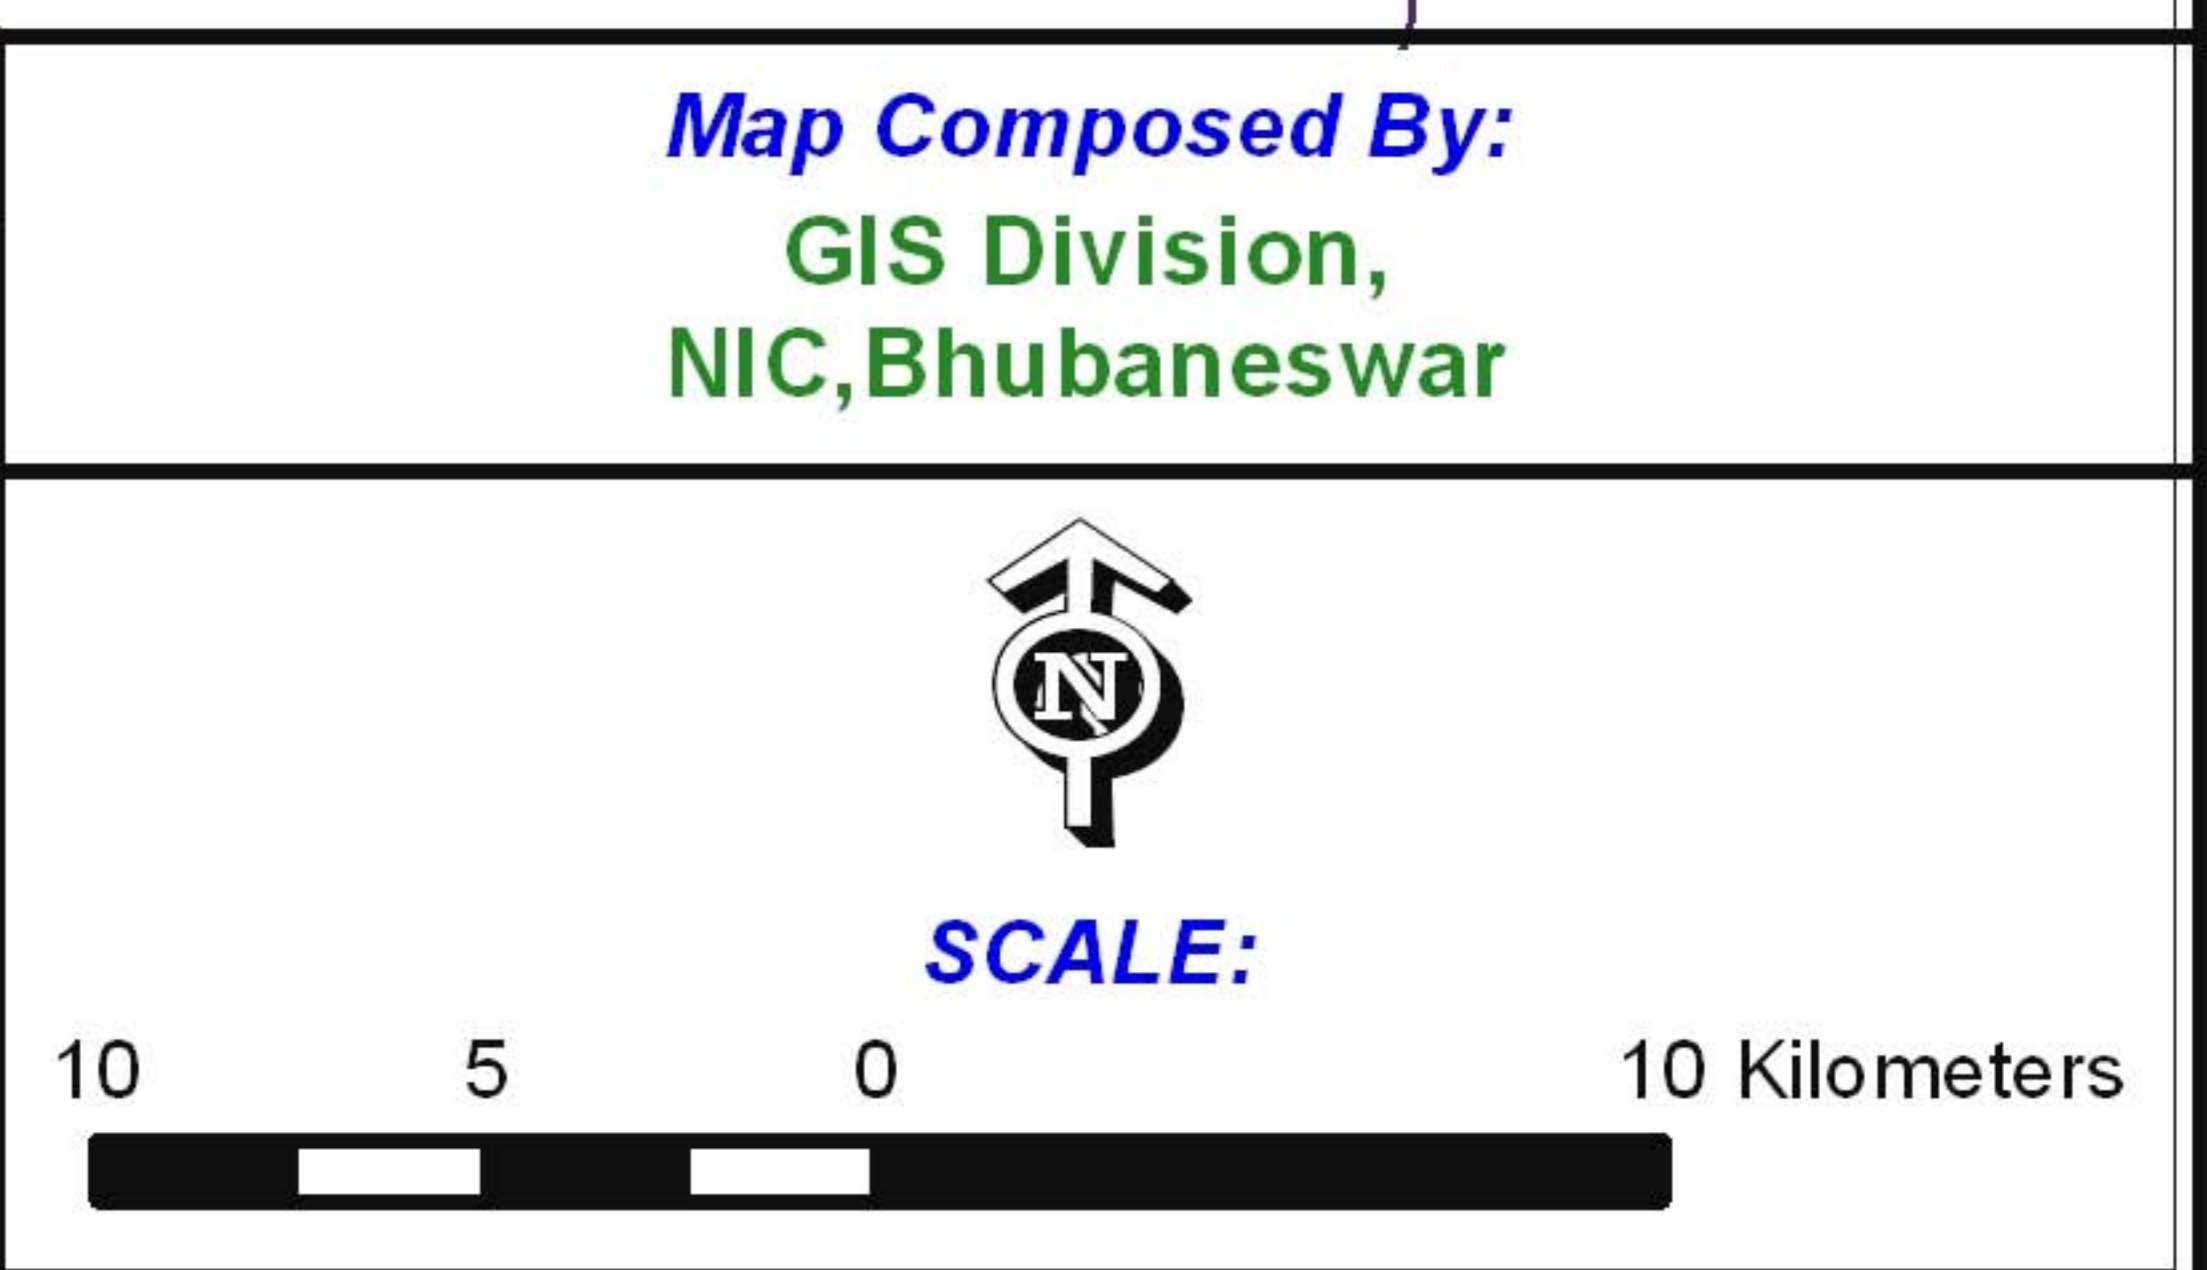 Map Composed By:
GIS Division,
NIC,Bhubaneswar
N
SCALE:
10 5 0 10 Kilometers